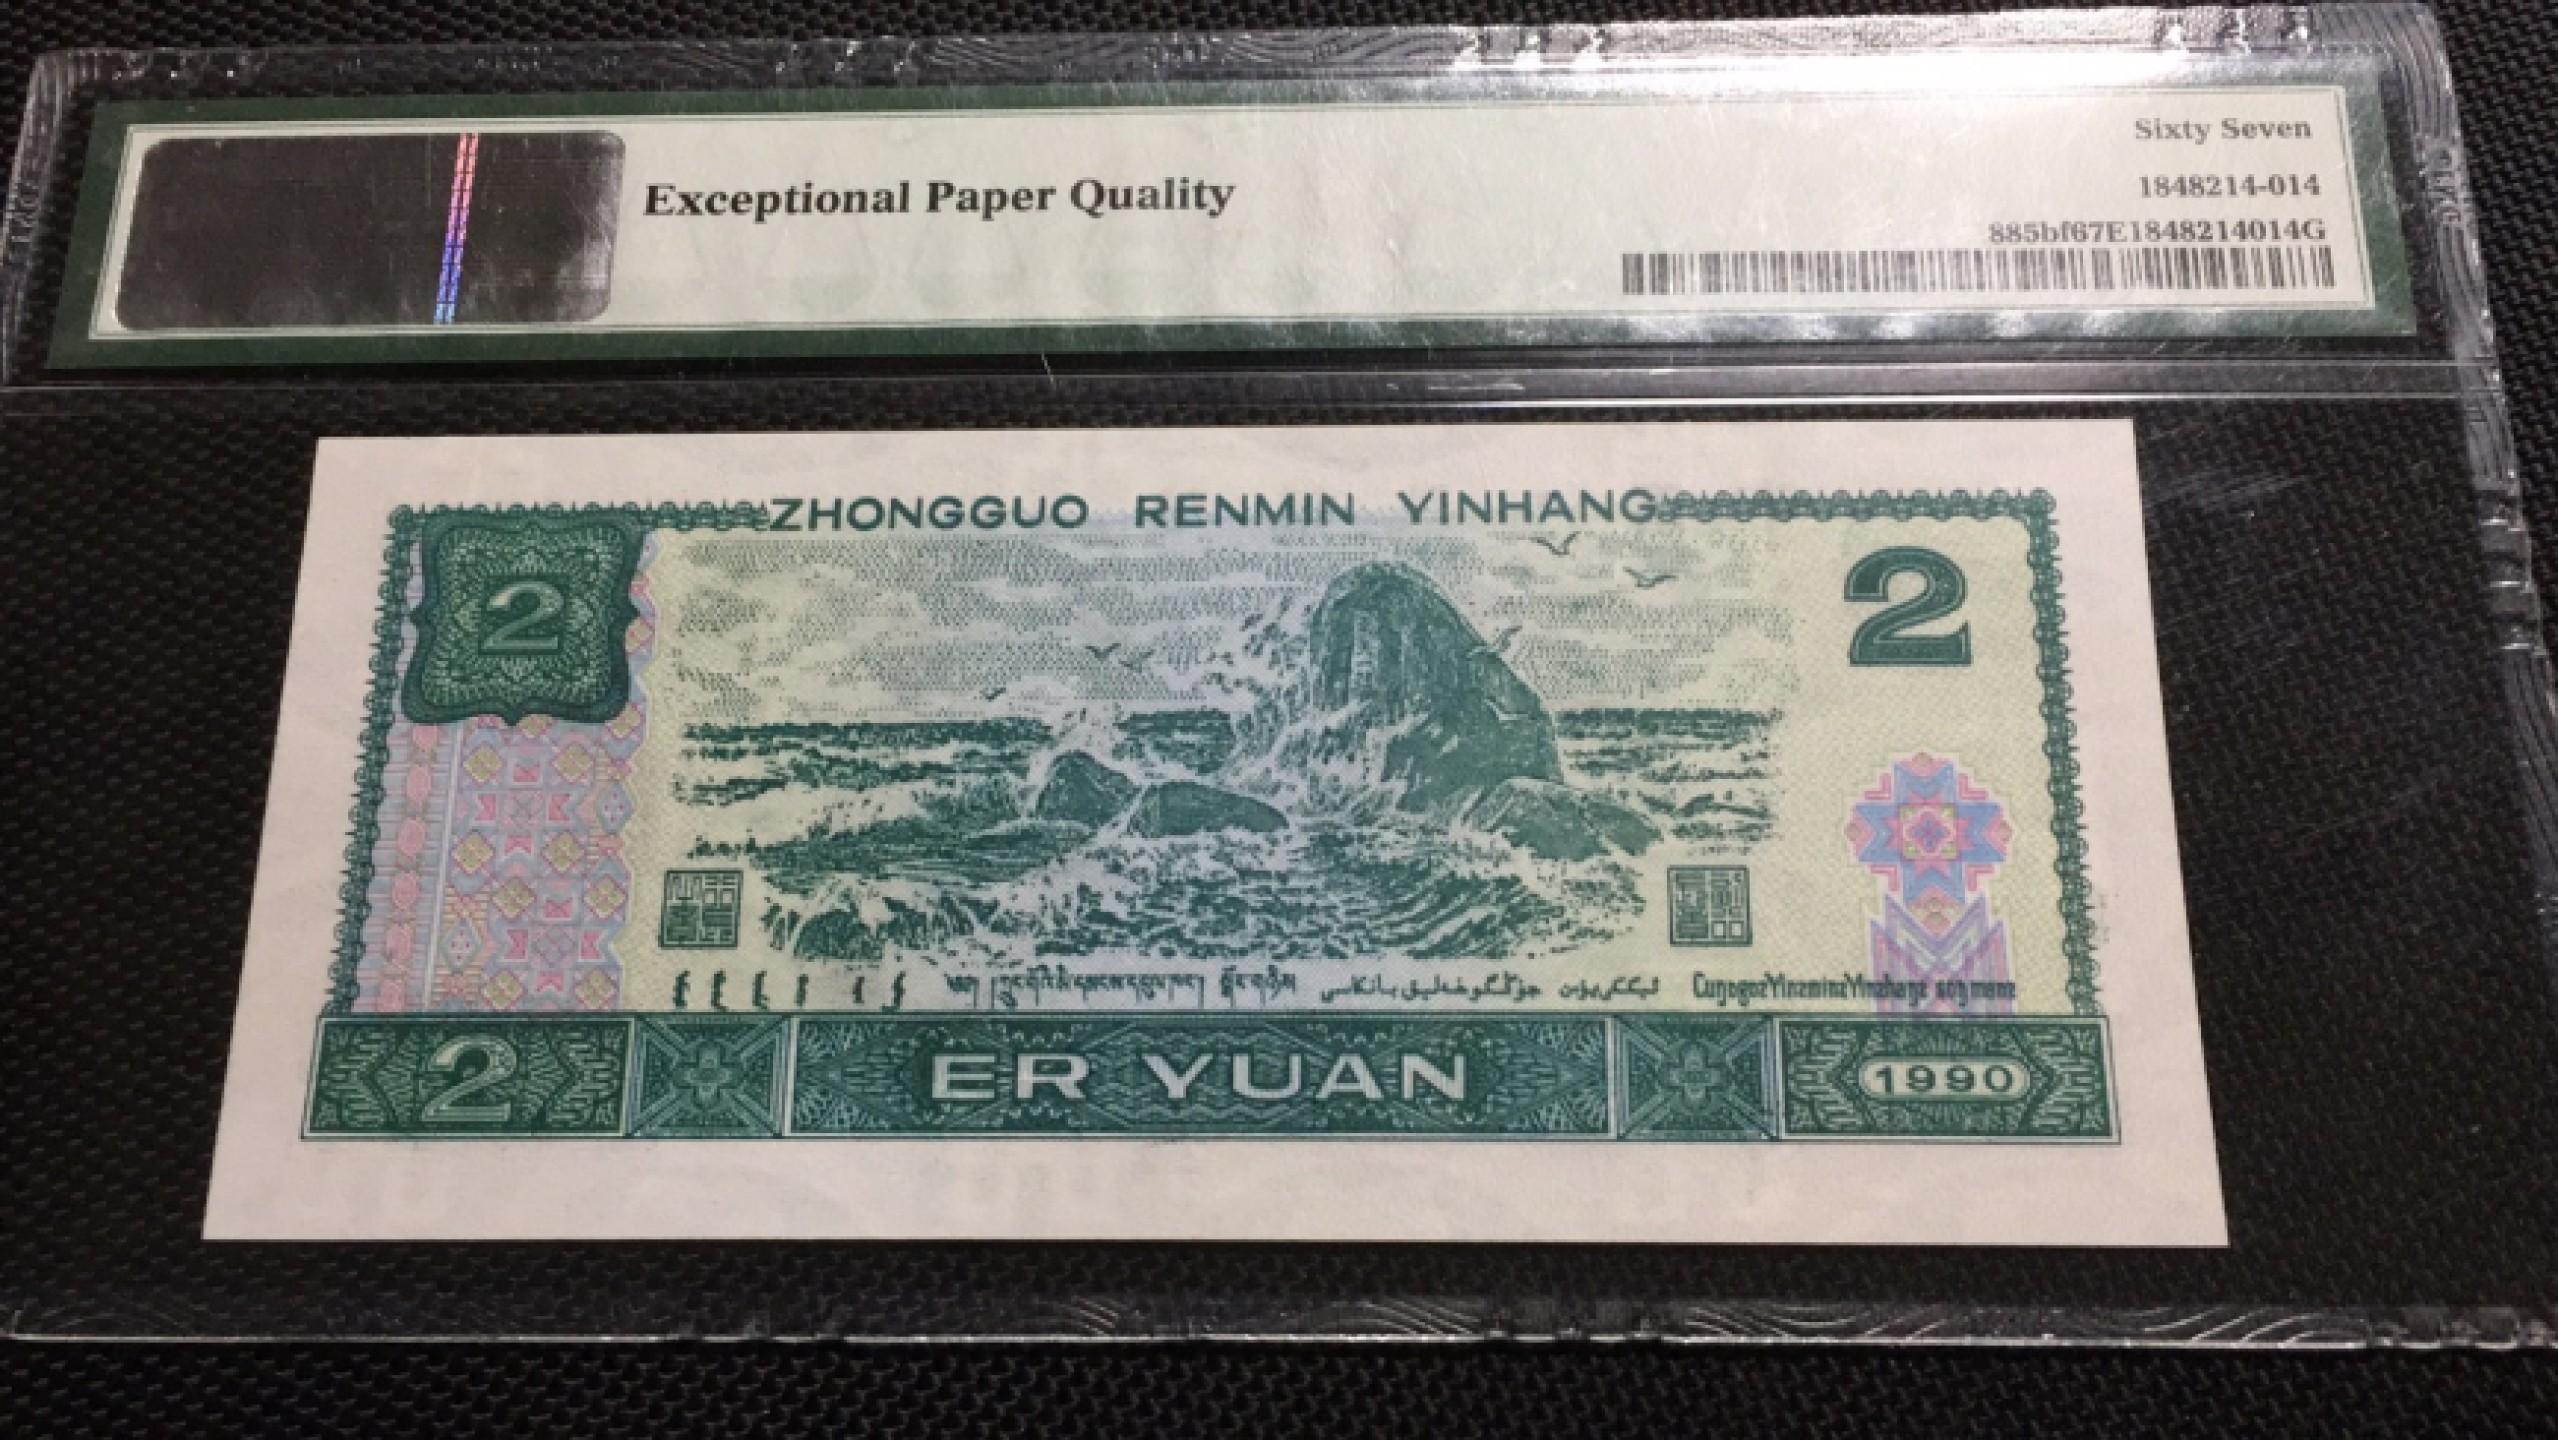 Sixty Seven
Exceptional Paper Quality
1848214-014
885bf67E1848214014G
ZHONGGUO RENMIN YINHANG
2
2
2
ER YUAN
1990